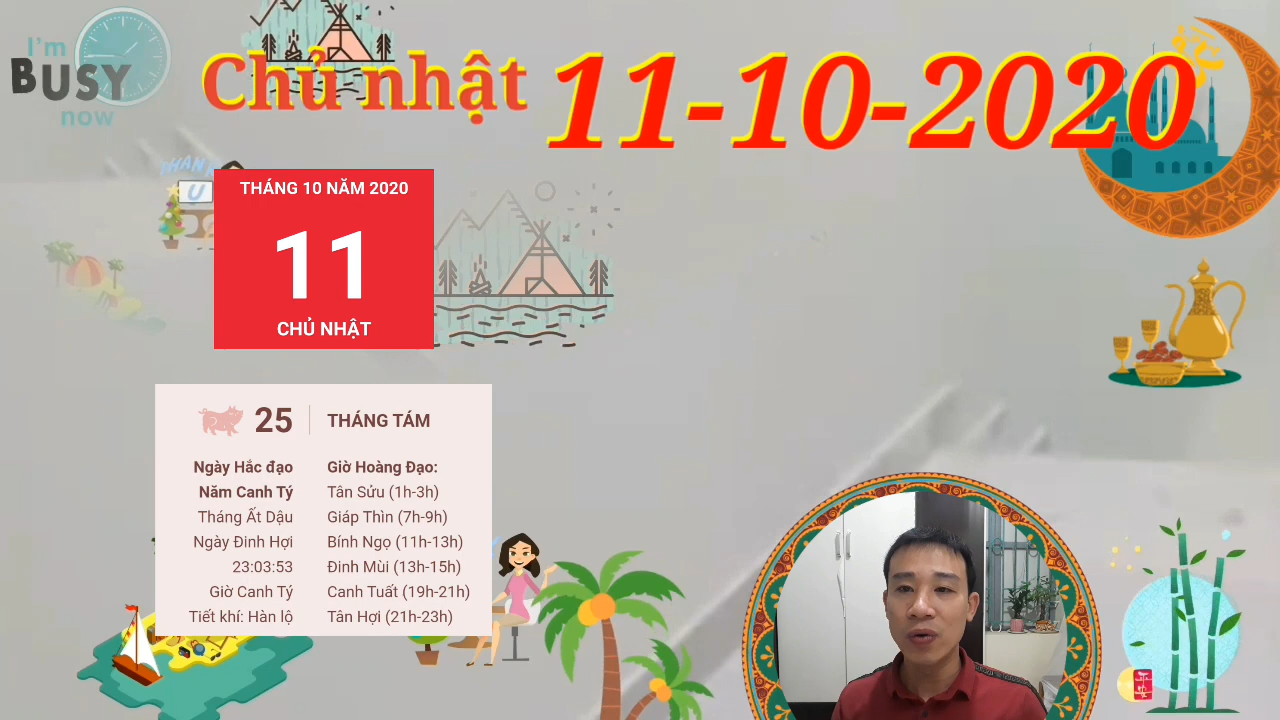 I'm
BUSY
now
Chủ nhật 11-10-2020
THÁNG 10 NĂM 2020
11
CHỦ NHẬT
25 THÁNG TÁM
Ngày Hắc đạo
Năm Canh Tý
Tháng Ất Dậu
Ngày Đinh Hợi
23:03:53
Giờ Canh Tý
Tiết khí: Hàn lộ
Giờ Hoàng Đạo:
Tân Sửu (1h-3h)
Giáp Thìn (7h-9h)
Bính Ngọ (11h-13h)
Đinh Mùi (13h-15h)
Canh Tuất (19h-21h)
Tân Hợi (21h-23h)
平安